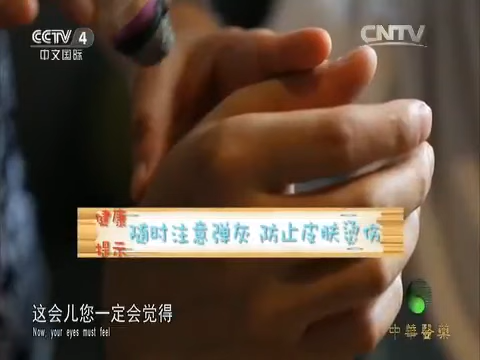 CCTV 4
中文国际
CNTV
健康
提示
随时注意弹灰 防止皮肤烫伤
这会儿您一定会觉得
Now, your eyes must feel
中华醫藥